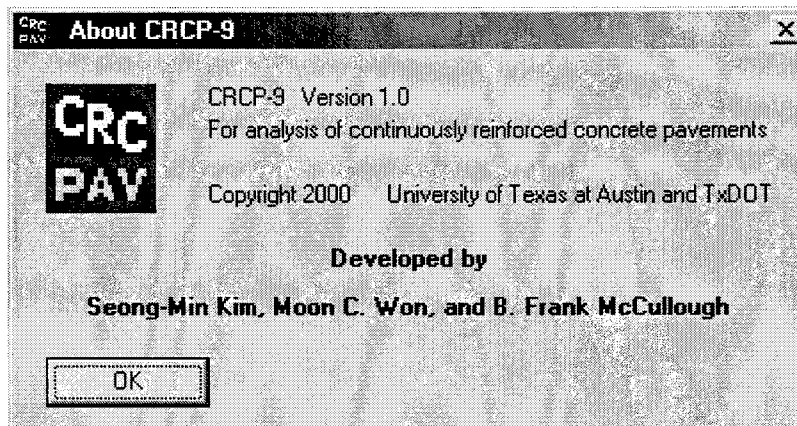 CRC
PAV
About CRCP-9
CRC
PAV
CRCP-9 Version 1.0
For analysis of continuously reinforced concrete pavements
Copyright 2000 University of Texas at Austin and TxDOT
Developed by
Seong-Min Kim, Moon C. Won, and B. Frank McCullough
OK